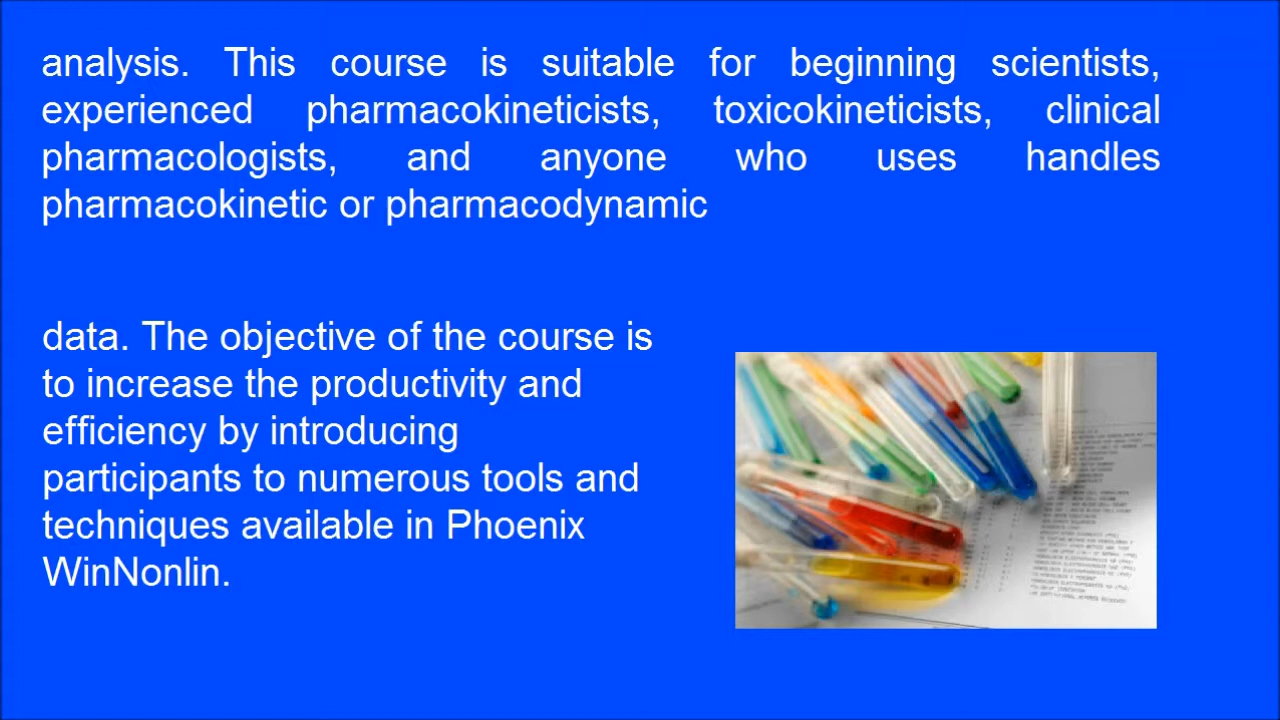 analysis. This course is suitable for beginning scientists,
experienced pharmacokineticists, toxicokineticists, clinical
pharmacologists, and anyone who uses handles
pharmacokinetic or pharmacodynamic
data. The objective of the course is
to increase the productivity and
efficiency by introducing
participants to numerous tools and
techniques available in Phoenix
WinNonlin.